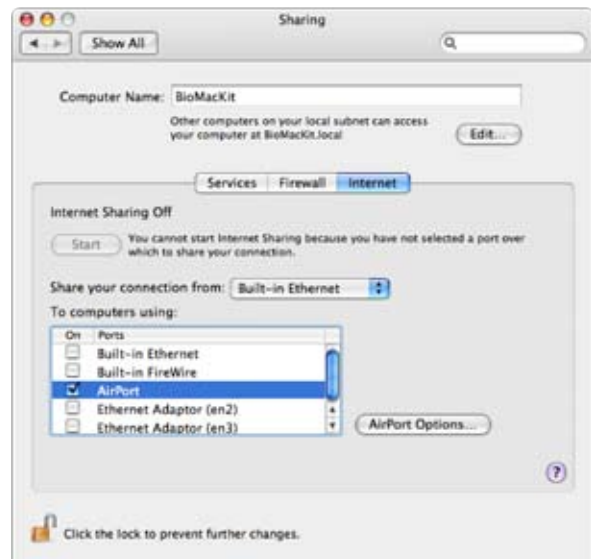 Sharing
Show All
Computer Name: BioMacKit
Other computers on your local subnet can access
your computer at BioMacKit.local
Edit...
Services Firewall Internet
Internet Sharing Off
Start
You cannot start Internet Sharing because you have not selected a port over
which to share your connection.
Share your connection from: Built-in Ethernet
To computers using:
On Ports
Built-in Ethernet
Built-in FireWire
AirPort
Ethernet Adaptor (en2)
Ethernet Adaptor (en3)
AirPort Options...
?
Click the lock to prevent further changes.